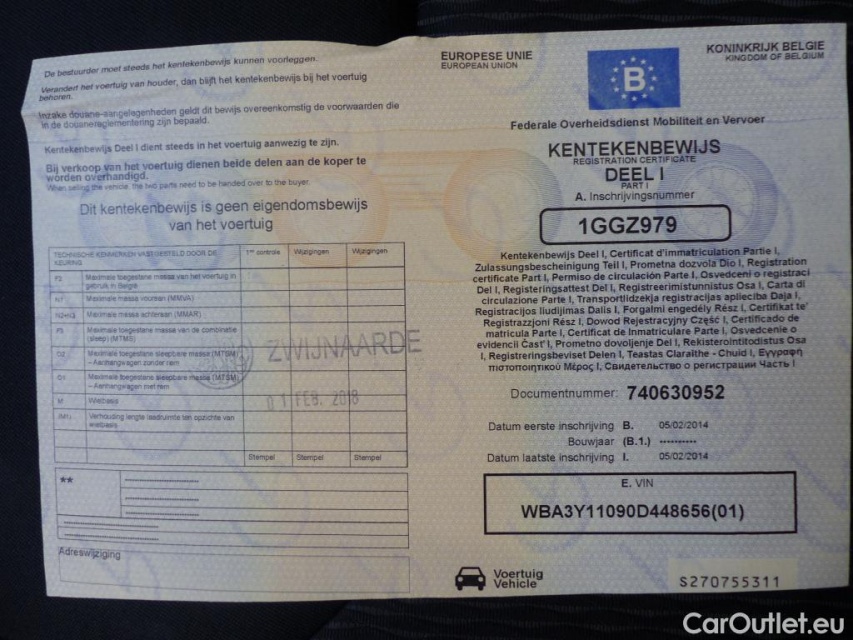 De bestuurder moet steeds het kentekenbewijs kunnen voorleggen.
Verandert het voertuig van houder, dan blijft het kentekenbewijs bij het voertuig
behoren.
Inzake douane-aangelegenheden geldt dit bewijs overeenkomstig de voorwaarden die
in de douanereglementering zijn bepaald.
Kentekenbewijs Deel I dient steeds in het voertuig aanwezig te zijn.
Bij verkoop van het voertuig dienen beide delen aan de koper te
worden overhandigd.
When selling the vehicle, the two parts need to be handed over to the buyer.
Dit kentekenbewijs is geen eigendomsbewijs
van het voertuig
TECHNISCHE KENMERKEN VASTGESTELD DOOR DE
KEURING
1ste controle
Wijzigingen
Wijzigingen
F2 Maximale toegestane massa van het voertuig in
gebruik in België
N1 Maximale massa vooraan (MMVA)
N2+N3 Maximale massa achteraan (MMAR)
F3 Maximale toegestane massa van de combinatie
(sleep) (MTMS)
O2 Maximale toegestane sleepbare massa (MTSM)
– Aanhangwagen zonder rem
O1 Maximale toegestane sleepbare massa (MTSM)
– Aanhangwagen met rem
M Wielbasis
(M1) Verhouding lengte laadruimte ten opzichte van
wielbasis
Stempel
Stempel
Stempel
ZWIJNAARDE
01 FEB. 2018
**
Adreswijziging
EUROPESE UNIE
EUROPEAN UNION
B
KONINKRIJK BELGIE
KINGDOM OF BELGIUM
Federale Overheidsdienst Mobiliteit en Vervoer
KENTEKENBEWIJS
REGISTRATION CERTIFICATE
DEEL I
PART I
A. Inschrijvingsnummer
1GGZ979
Kentekenbewijs Deel I, Certificat d'immatriculation Partie I,
Zulassungsbescheinigung Teil I, Prometna dozvola Dio I, Registration
certificate Part I, Permiso de circulación Parte I, Osvedcení o registraci
Del I, Registeringsattest Del I, Registreerimistunnistus Osa I, Carta di
circulazione Parte I, Transportlidzekja registracijas apliecïba Daja I,
Registracijos liudijimas Dalis I, Forgalmi engedély Rész I, Certifikat te'
Registrazzjoni Rész I, Dowod Rejestracyjny Część I, Certificado de
matrícula Parte I, Certificat de Inmatriculare Parte I, Osvedcenie o
evidencii Čast' I, Prometno dovoljenje Del I, Rekisterointitodistus Osa
I, Registreringsbeviset Delen I, Teastas Claraithe - Chuid I, Εγγραφή
πιστοποιητικού Μέρος I, Свидетельство о регистрации Часть I
Documentnummer: 740630952
Datum eerste inschrijving B. 05/02/2014
Bouwjaar (B.1.) ----------
Datum laatste inschrijving I. 05/02/2014
E. VIN
WBA3Y11090D448656(01)
Voertuig
Vehicle
S270755311
CarOutlet.eu